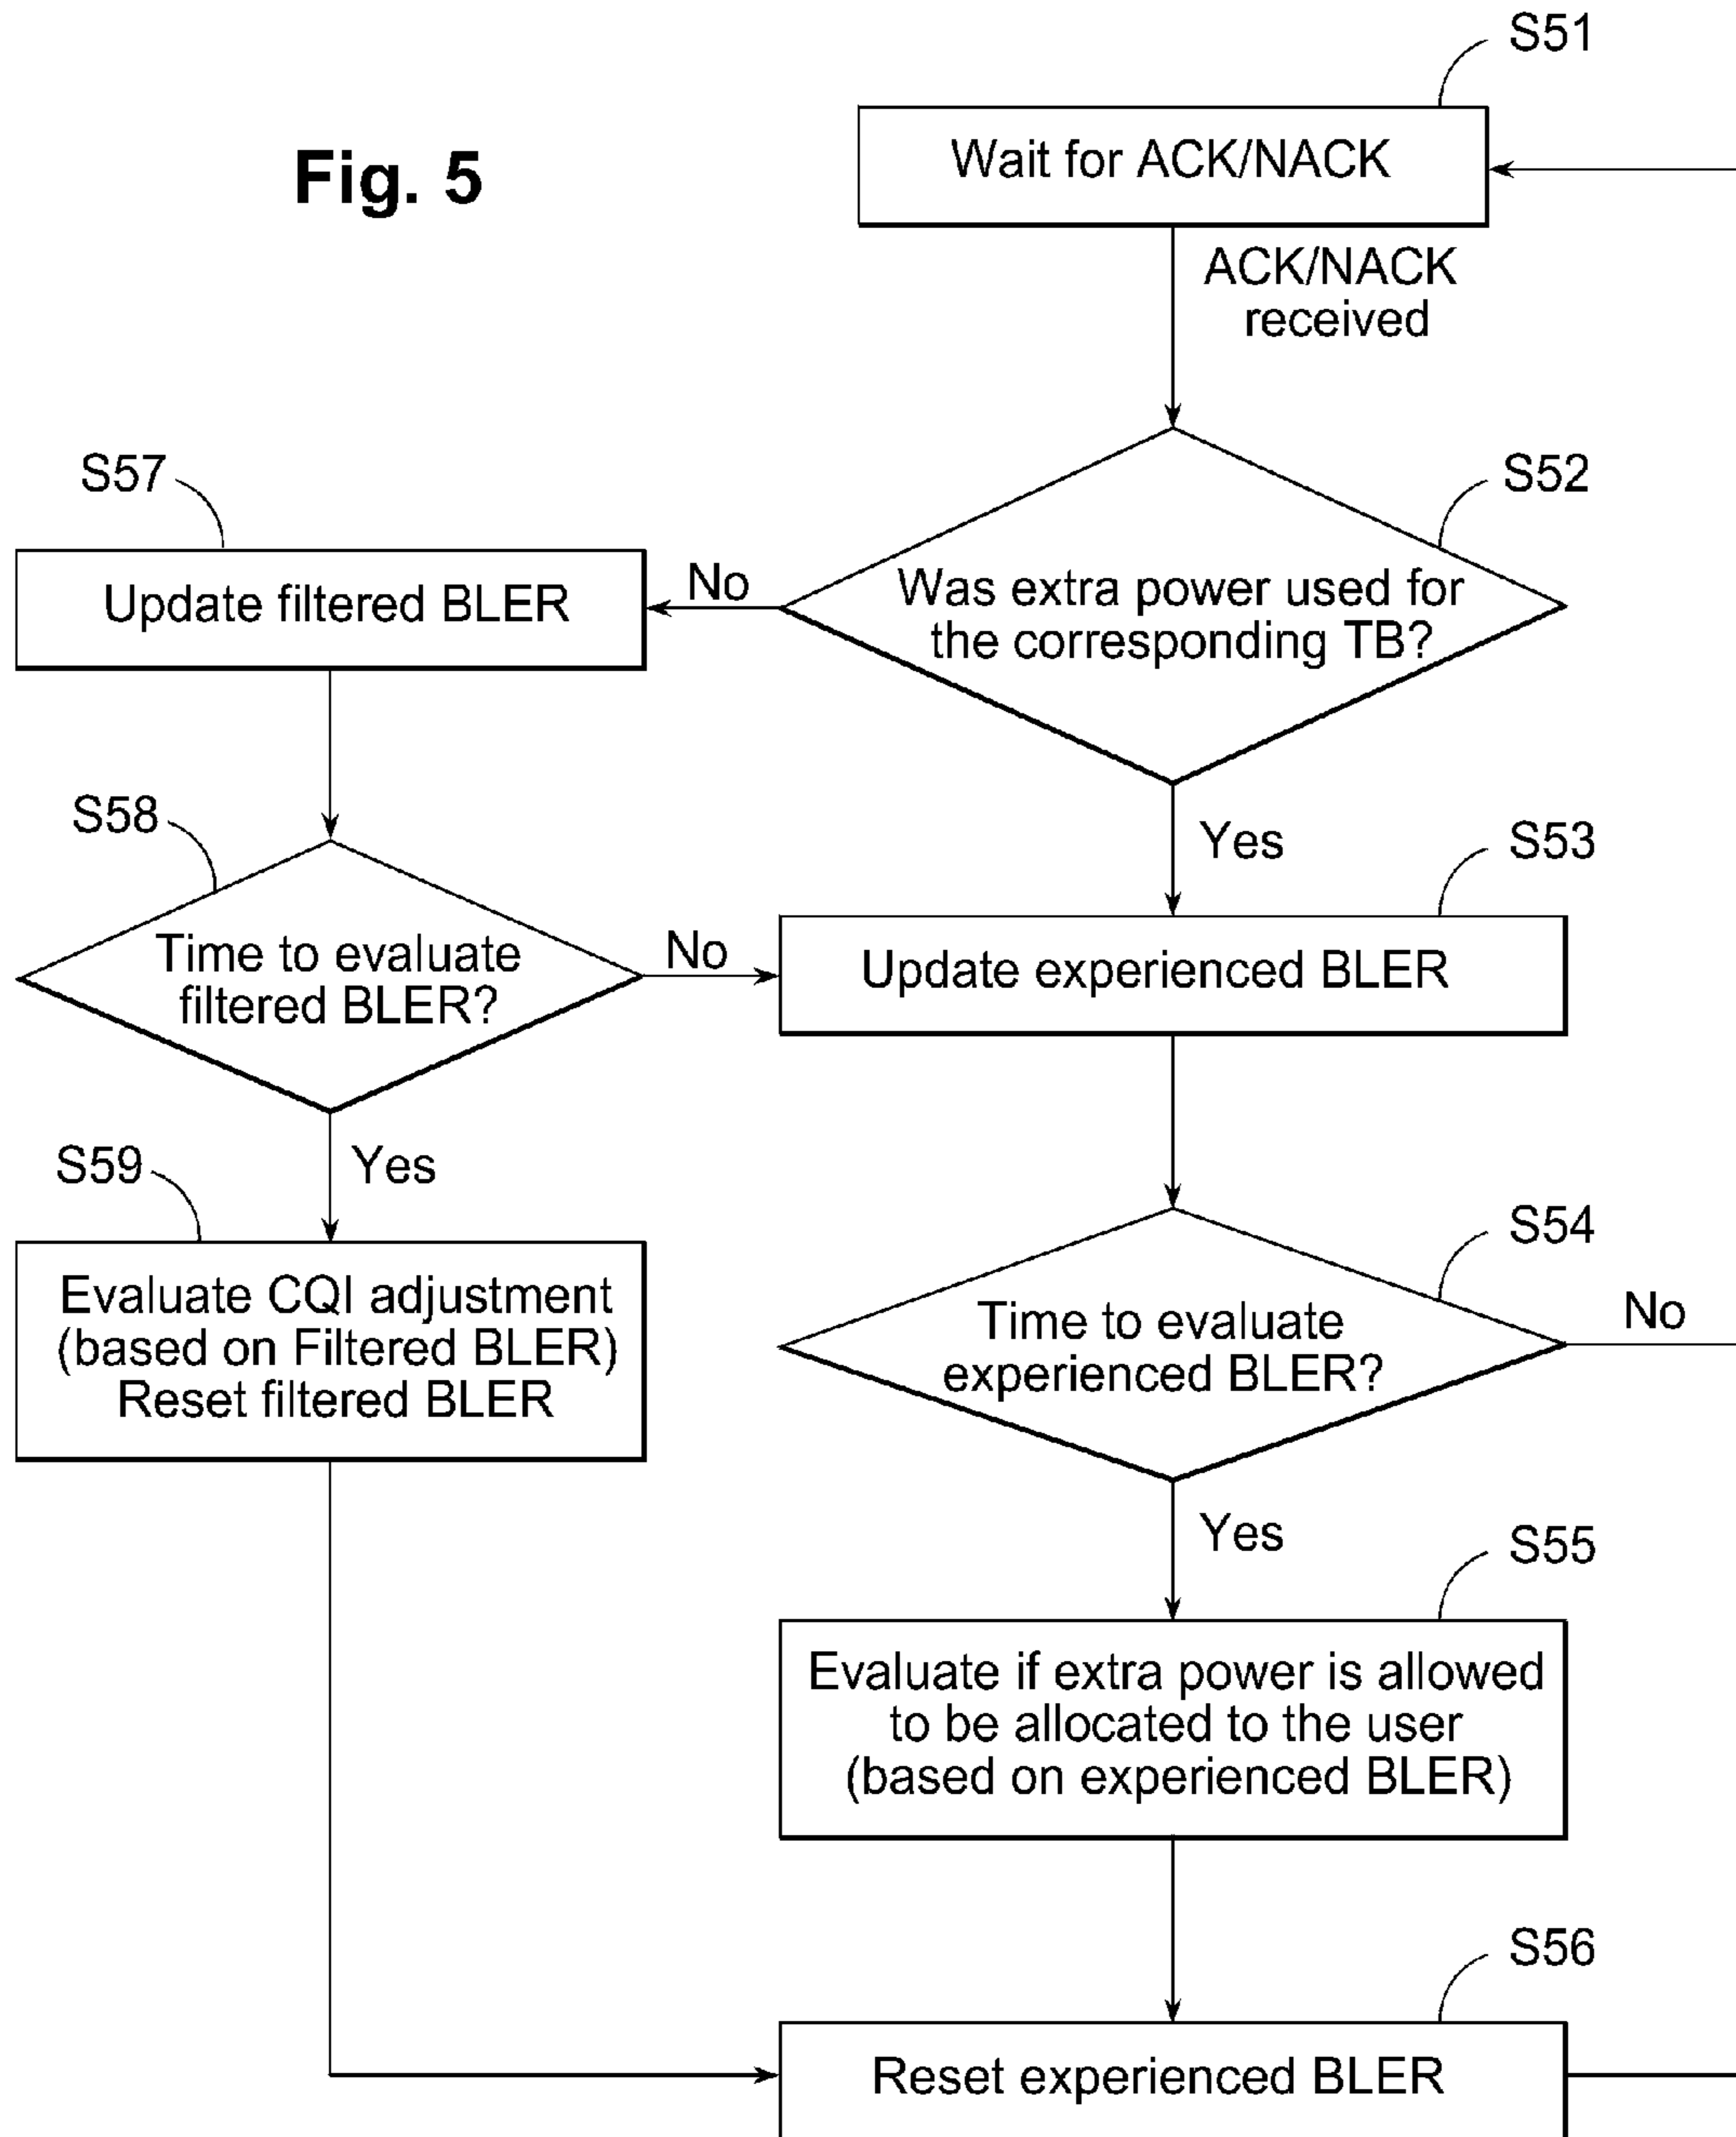 Fig. 5
S51
Wait for ACK/NACK
ACK/NACK
received
S52
Was extra power used for
the corresponding TB?
No
Yes
S57
Update filtered BLER
S58
Time to evaluate
filtered BLER?
No
Yes
S53
Update experienced BLER
S59
Evaluate CQI adjustment
(based on Filtered BLER)
Reset filtered BLER
S54
Time to evaluate
experienced BLER?
No
Yes
S55
Evaluate if extra power is allowed
to be allocated to the user
(based on experienced BLER)
S56
Reset experienced BLER